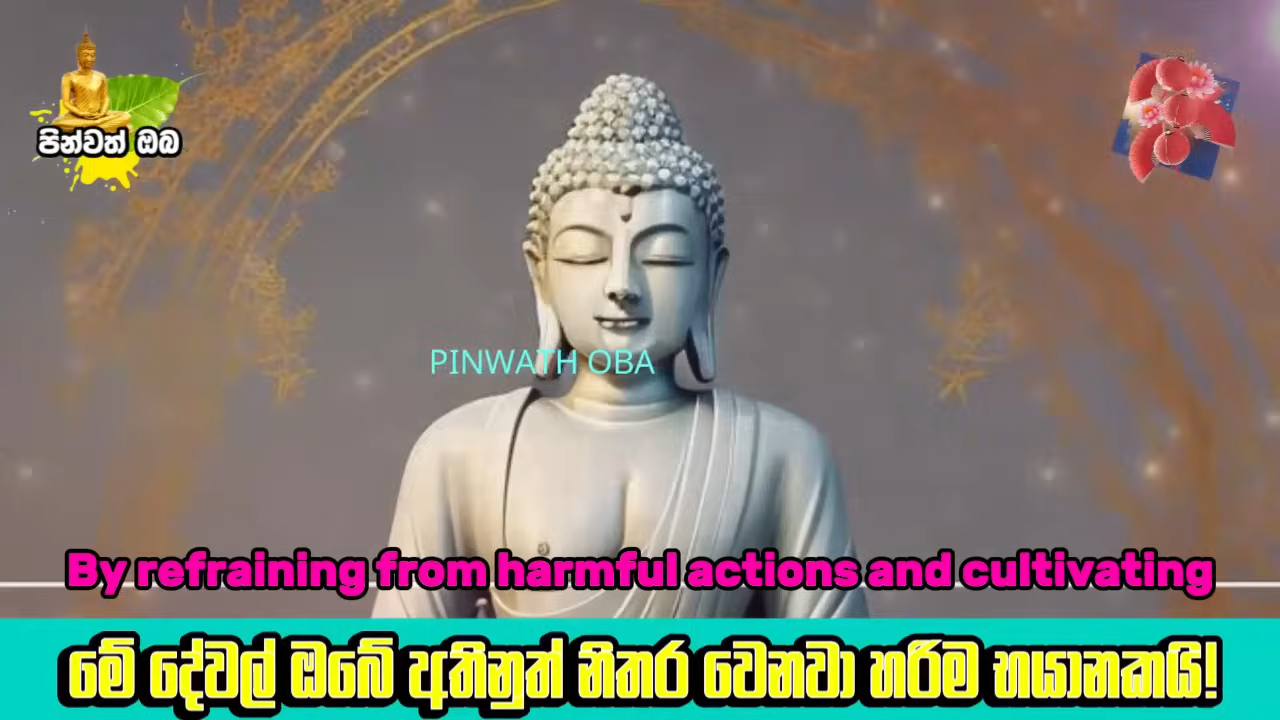 පින්වත් ඔබ
PINWATH OBA
By refraining from harmful actions and cultivating
මේ දේවල් ඔබේ අතිනුත් නිතර වෙනවා හරිම භයානකයි!